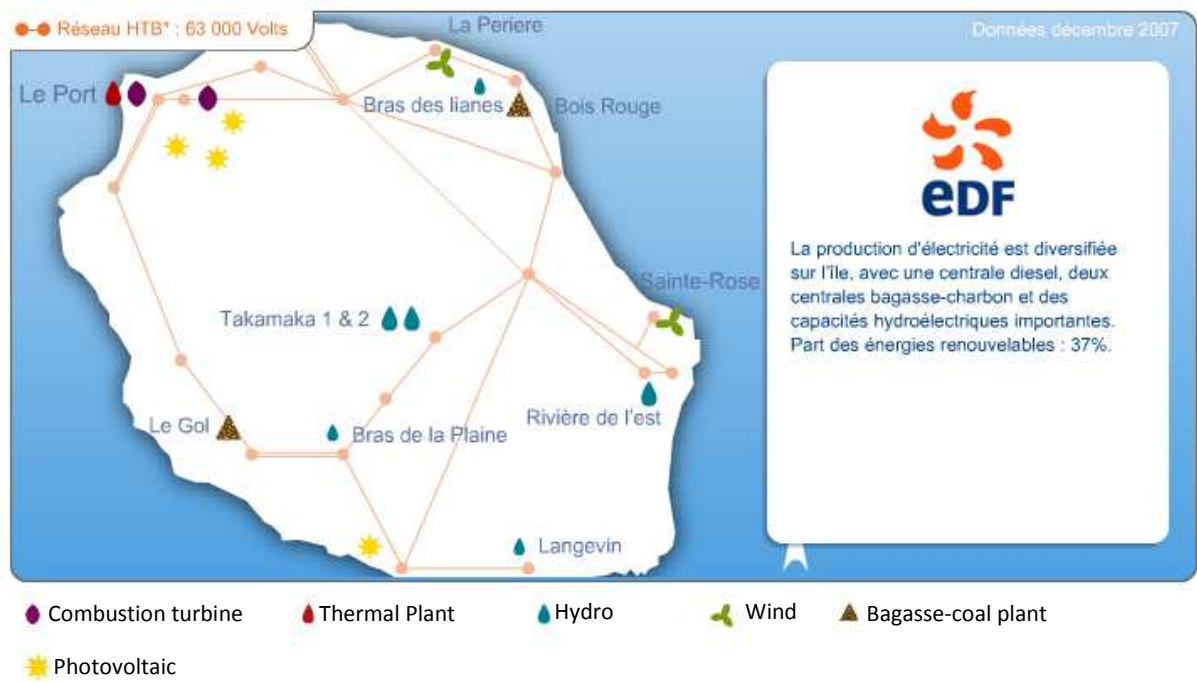 Réseau HTB* : 63 000 Volts
Données décembre 2007
La Periere
Le Port
Bras des lianes
Bois Rouge
eDF
La production d'électricité est diversifiée
sur l'île, avec une centrale diesel, deux
centrales bagasse-charbon et des
capacités hydroélectriques importantes.
Part des énergies renouvelables : 37%.
Sainte-Rose
Takamaka 1 & 2
Rivière de l'est
Le Gol
Bras de la Plaine
Langevin
Combustion turbine
Thermal Plant
Hydro
Wind
Bagasse-coal plant
Photovoltaic